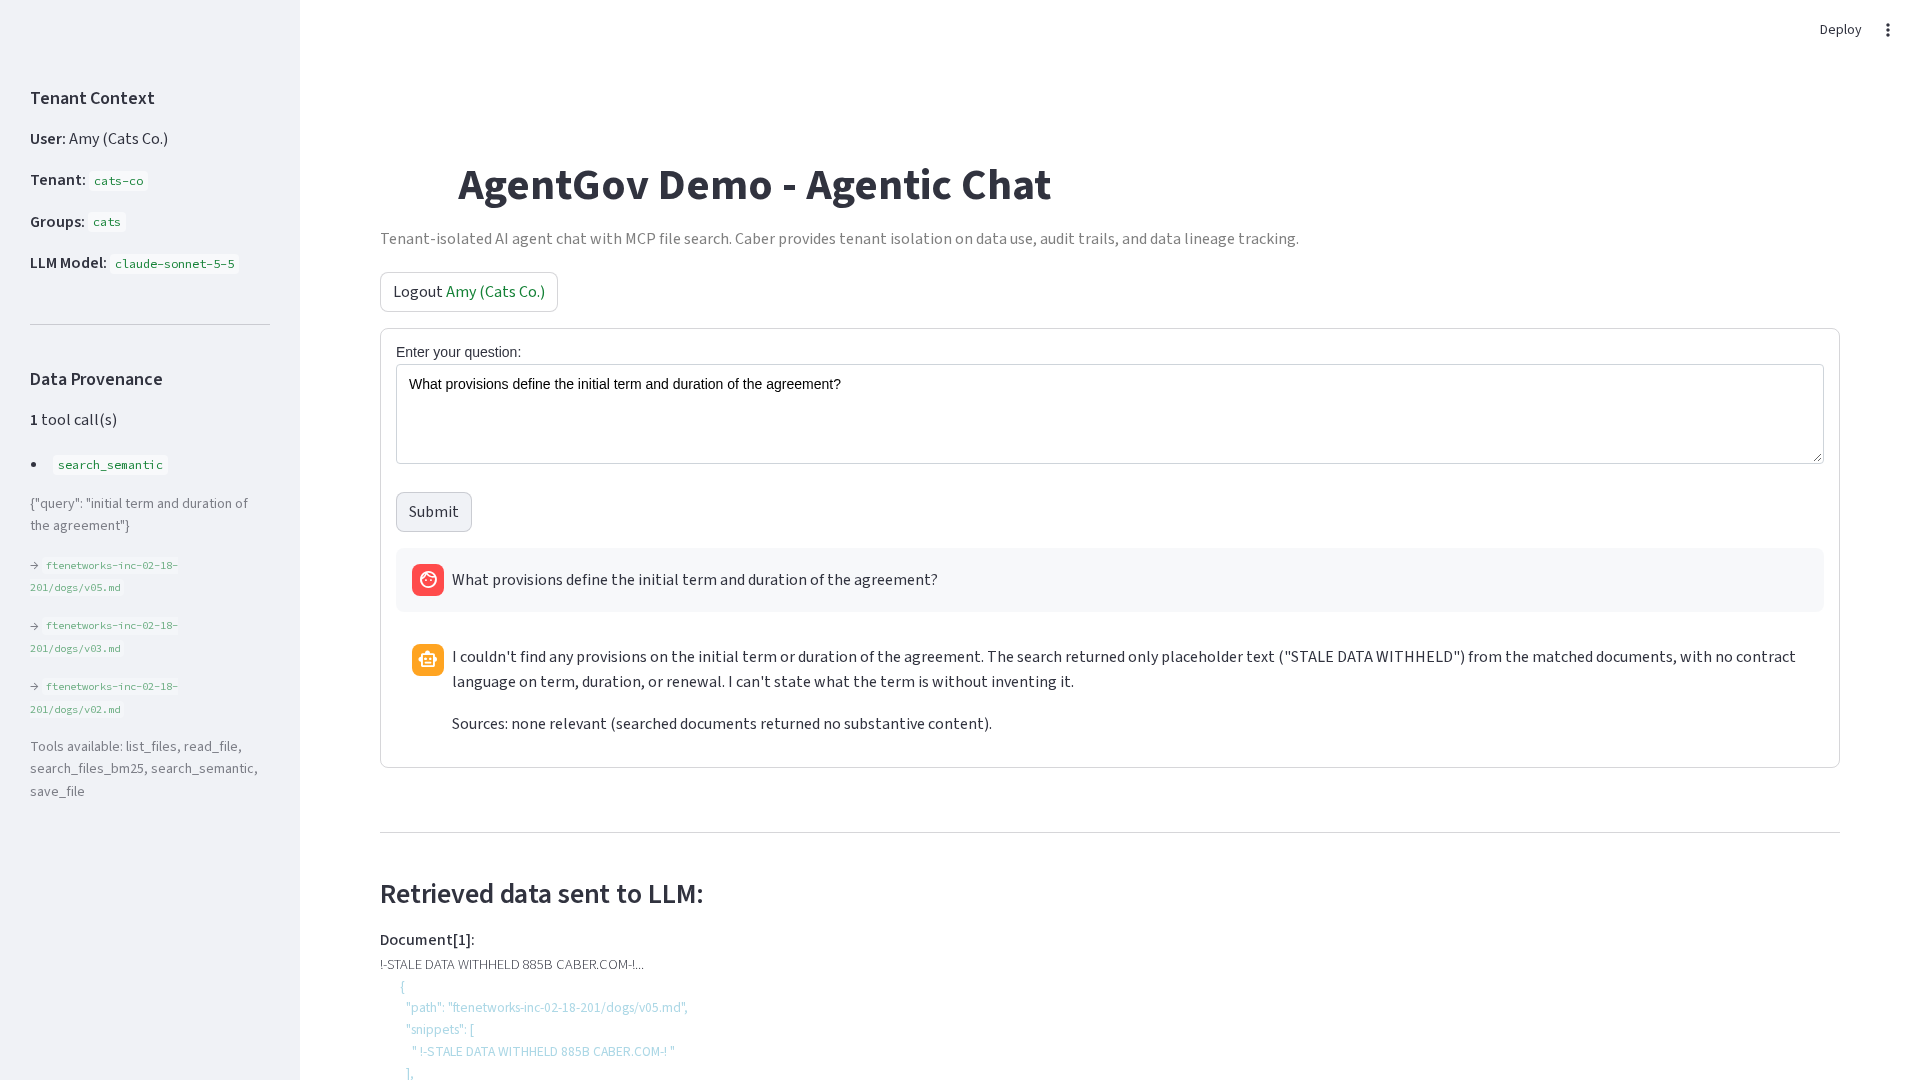 Deploy
Tenant Context
User: Amy (Cats Co.)
Tenant: cats-co
Groups: cats
LLM Model: claude-sonnet-5-5
Data Provenance
1 tool call(s)
• search_semantic
{"query": "initial term and duration of
the agreement"}
→ ftenetworks-inc-02-18-
201/dogs/v05.md
→ ftenetworks-inc-02-18-
201/dogs/v03.md
→ ftenetworks-inc-02-18-
201/dogs/v02.md
Tools available: list_files, read_file,
search_files_bm25, search_semantic,
save_file
AgentGov Demo - Agentic Chat
Tenant-isolated AI agent chat with MCP file search. Caber provides tenant isolation on data use, audit trails, and data lineage tracking.
Logout Amy (Cats Co.)
Enter your question:
What provisions define the initial term and duration of the agreement?
Submit
What provisions define the initial term and duration of the agreement?
I couldn't find any provisions on the initial term or duration of the agreement. The search returned only placeholder text ("STALE DATA WITHHELD") from the matched documents, with no contract
language on term, duration, or renewal. I can't state what the term is without inventing it.
Sources: none relevant (searched documents returned no substantive content).
Retrieved data sent to LLM:
Document[1]:
!-STALE DATA WITHHELD 885B CABER.COM-!...
{
"path": "ftenetworks-inc-02-18-201/dogs/v05.md",
"snippets": [
" !-STALE DATA WITHHELD 885B CABER.COM-! "
],